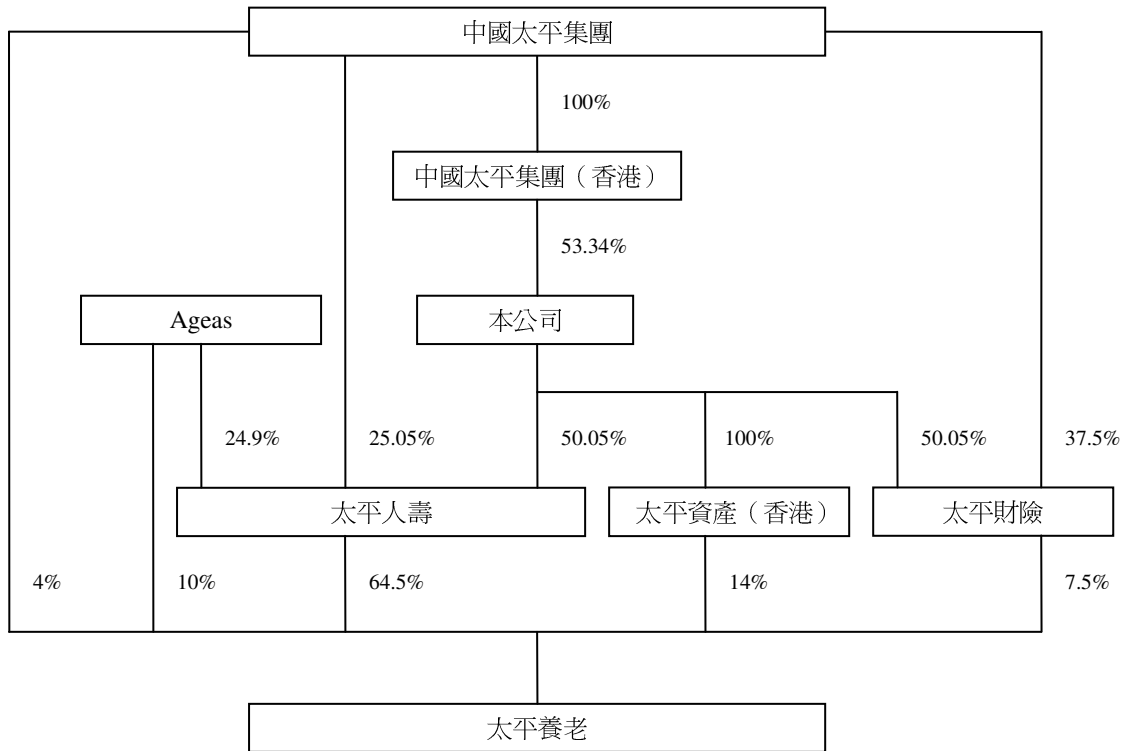 中國太平集團
100%
中國太平集團（香港）
53.34%
Ageas
本公司
24.9%
25.05%
50.05%
100%
50.05%
37.5%
太平人壽
太平資產（香港）
太平財險
4%
10%
64.5%
14%
7.5%
太平養老